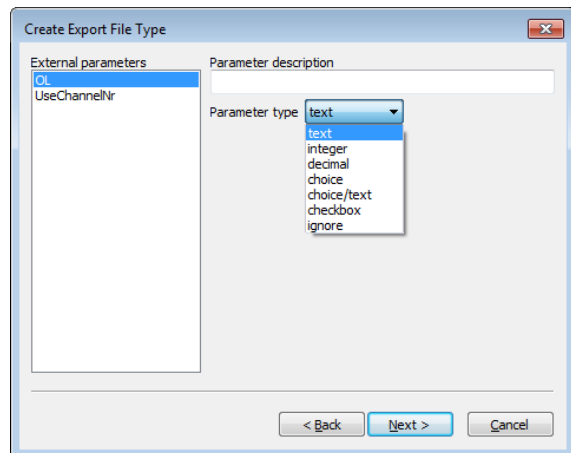 Create Export File Type
External parameters
OL
UseChannelNr
Parameter description
Parameter type text
text
integer
decimal
choice
choice/text
checkbox
ignore
< Back Next > Cancel